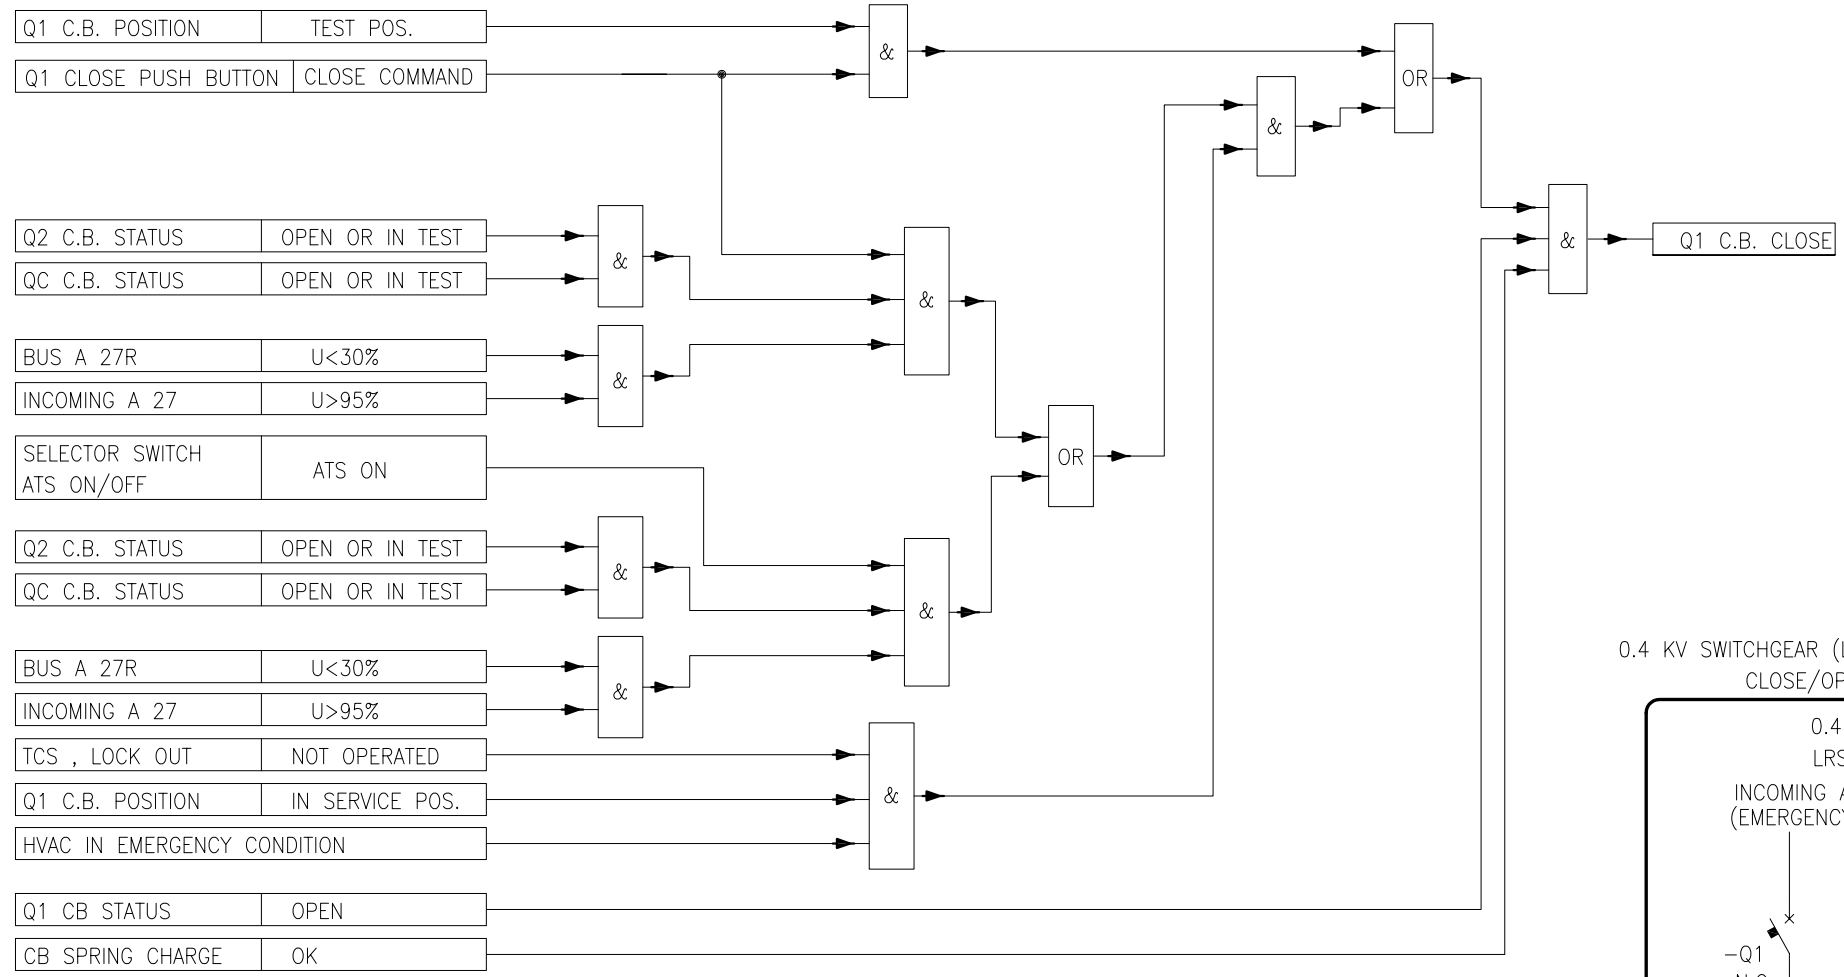 Q1 C.B. POSITION TEST POS.
Q1 CLOSE PUSH BUTTON CLOSE COMMAND
&
OR
&
Q2 C.B. STATUS OPEN OR IN TEST
QC C.B. STATUS OPEN OR IN TEST
&
&
&
Q1 C.B. CLOSE
BUS A 27R U<30%
INCOMING A 27 U>95%
&
SELECTOR SWITCH
ATS ON/OFF
ATS ON
OR
Q2 C.B. STATUS OPEN OR IN TEST
QC C.B. STATUS OPEN OR IN TEST
&
&
BUS A 27R U<30%
INCOMING A 27 U>95%
&
TCS , LOCK OUT NOT OPERATED
Q1 C.B. POSITION IN SERVICE POS.
HVAC IN EMERGENCY CONDITION
&
Q1 CB STATUS OPEN
CB SPRING CHARGE OK
0.4 KV SWITCHGEAR (
CLOSE/OP
0.4
LRS
INCOMING A
(EMERGENCY
-Q1